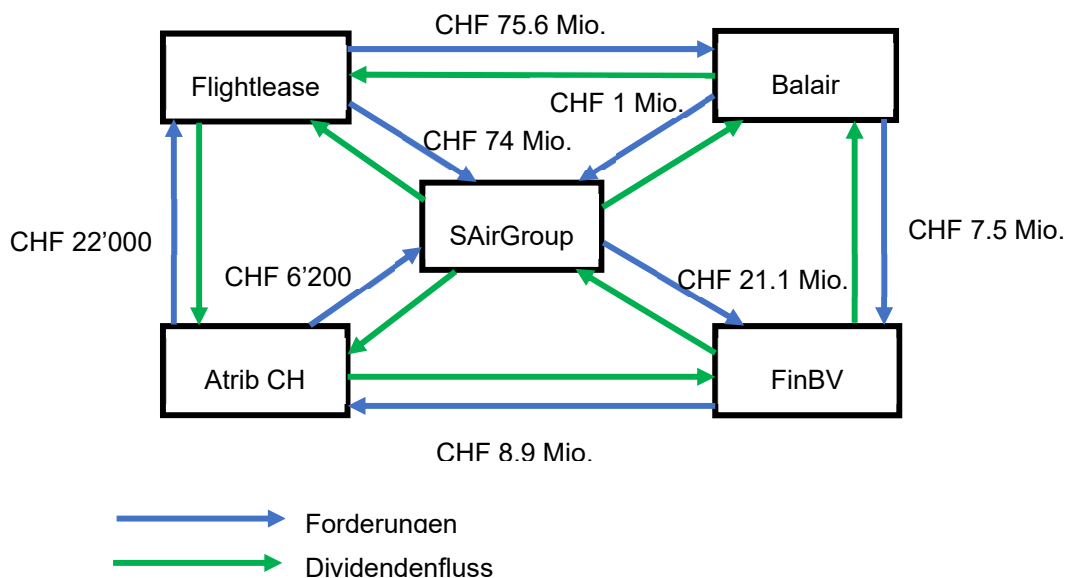 CHF 75.6 Mio.
Flightlease
Balair
CHF 1 Mio.
CHF 74 Mio.
SAirGroup
CHF 22'000
CHF 7.5 Mio.
CHF 6'200
CHF 21.1 Mio.
Atrib CH
FinBV
CHF 8.9 Mio.
Forderungen
Dividendenfluss